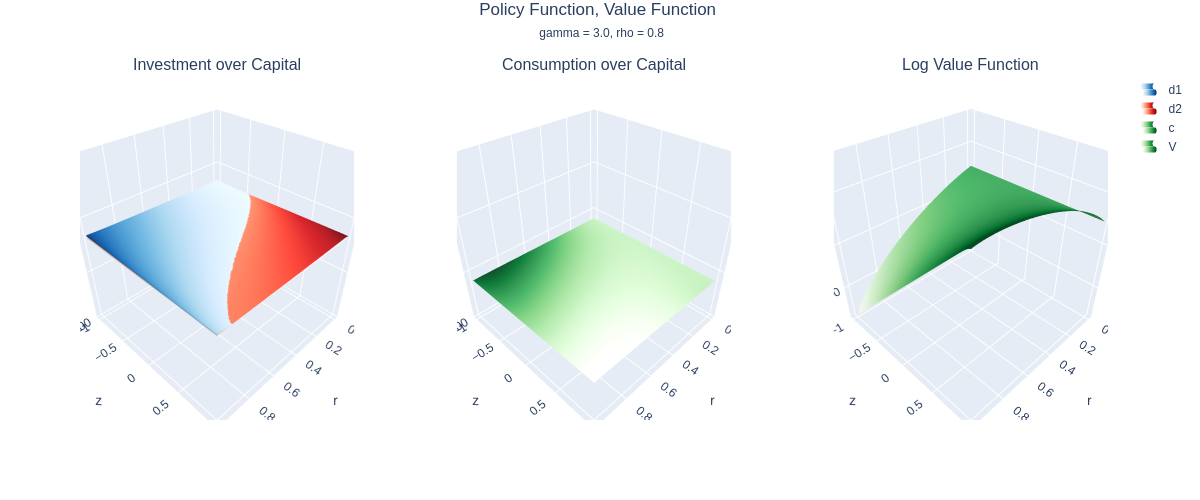 Policy Function, Value Function
gamma = 3.0, rho = 0.8
Investment over Capital
Consumption over Capital
Log Value Function
d1
d2
c
V
−0.5
0
0.5
z
0
0.2
0.4
0.6
0.8
r
−0.5
0
0.5
z
0
0.2
0.4
0.6
0.8
r
0
−1
−0.5
0
0.5
z
0
0.2
0.4
0.6
0.8
r